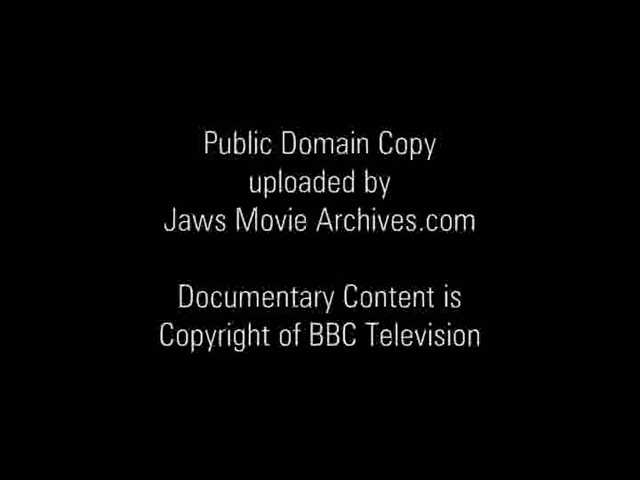 Public Domain Copy
uploaded by
Jaws Movie Archives.com
Documentary Content is
Copyright of BBC Television